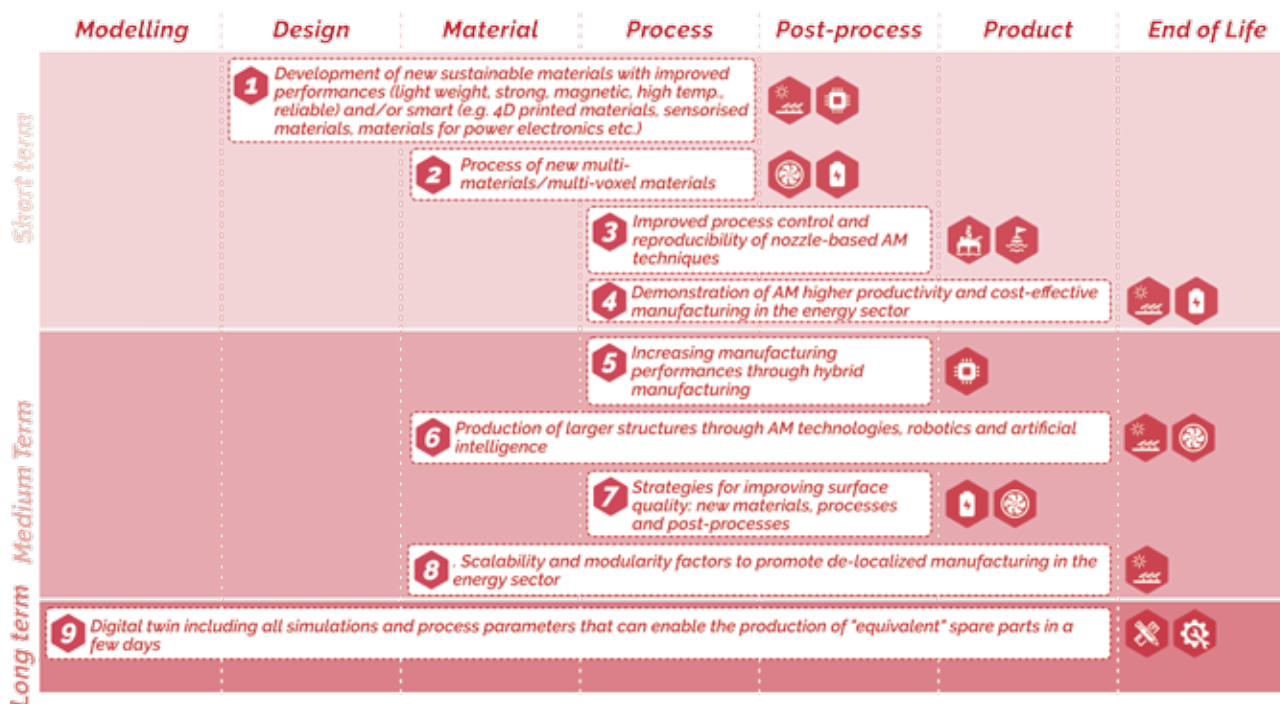 Modelling Design Material Process Post-process Product End of Life
Short term
1 Development of new sustainable materials with improved
performances (light weight, strong, magnetic, high temp.,
reliable) and/or smart (e.g. 4D printed materials, sensorised
materials, materials for power electronics etc.)
2 Process of new multi-
materials/multi-voxel materials
3 Improved process control and
reproducibility of nozzle-based AM
techniques
4 Demonstration of AM higher productivity and cost-effective
manufacturing in the energy sector
Medium Term
5 Increasing manufacturing
performances through hybrid
manufacturing
6 Production of larger structures through AM technologies, robotics and artificial
intelligence
7 Strategies for improving surface
quality: new materials, processes
and post-processes
8 . Scalability and modularity factors to promote de-localized manufacturing in the
energy sector
Long term
9 Digital twin including all simulations and process parameters that can enable the production of "equivalent" spare parts in a
few days